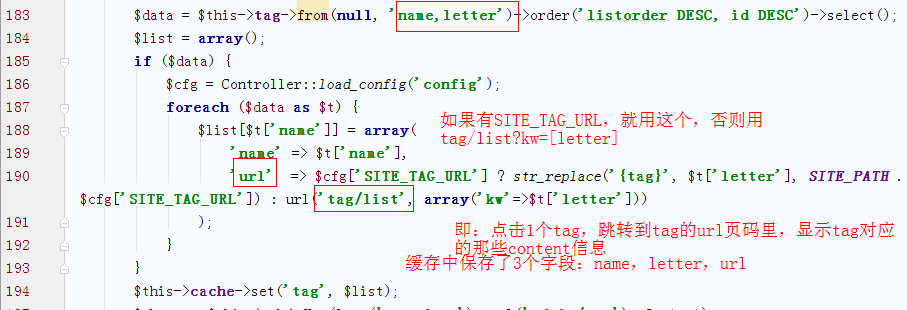 183 $data = $this->tag->from(null, 'name,letter')->order('listorder DESC, id DESC')->select();
184 $list = array();
185 if ($data) {
186 $cfg = Controller::load_config('config');
187 foreach ($data as $t) {
188 $list[$t['name']] = array(
如果有SITE_TAG_URL，就用这个，否则用
tag/list?kw=[letter]
189 'name' => $t['name'],
190 'url' => $cfg['SITE_TAG_URL'] ? str_replace('{tag}', $t['letter'], SITE_PATH .
$cfg['SITE_TAG_URL']) : url('tag/list', array('kw'=>$t['letter']))
191 );
即：点击1个tag，跳转到tag的url页码里，显示tag对应
的那些content信息
192 }
缓存中保存了3个字段：name，letter，url
193 }
194 $this->cache->set('tag', $list);